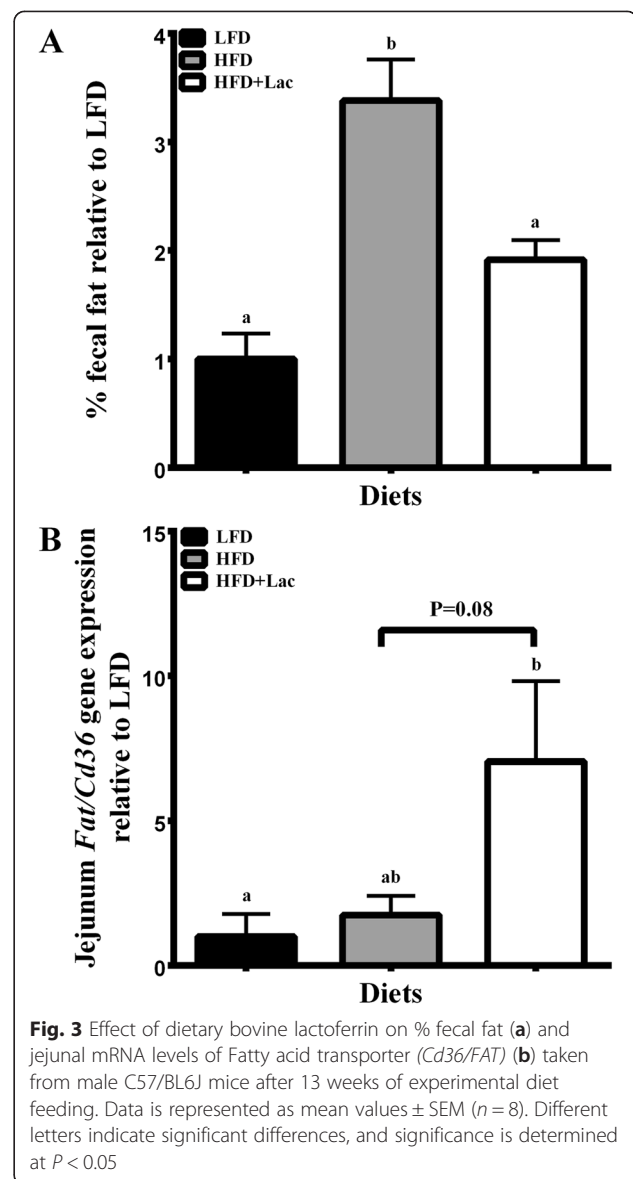 A
LFD
HFD
HFD+Lac
% fecal fat relative to LFD
4
3
2
1
0
b
a
a
Diets
B
LFD
HFD
HFD+Lac
Jejunum Fat/Cd36 gene expression
relative to LFD
15
10
5
0
P=0.08
b
ab
a
Diets
Fig. 3 Effect of dietary bovine lactoferrin on % fecal fat (a) and
jejunal mRNA levels of Fatty acid transporter (Cd36/FAT) (b) taken
from male C57/BL6J mice after 13 weeks of experimental diet
feeding. Data is represented as mean values ± SEM (n = 8). Different
letters indicate significant differences, and significance is determined
at P < 0.05